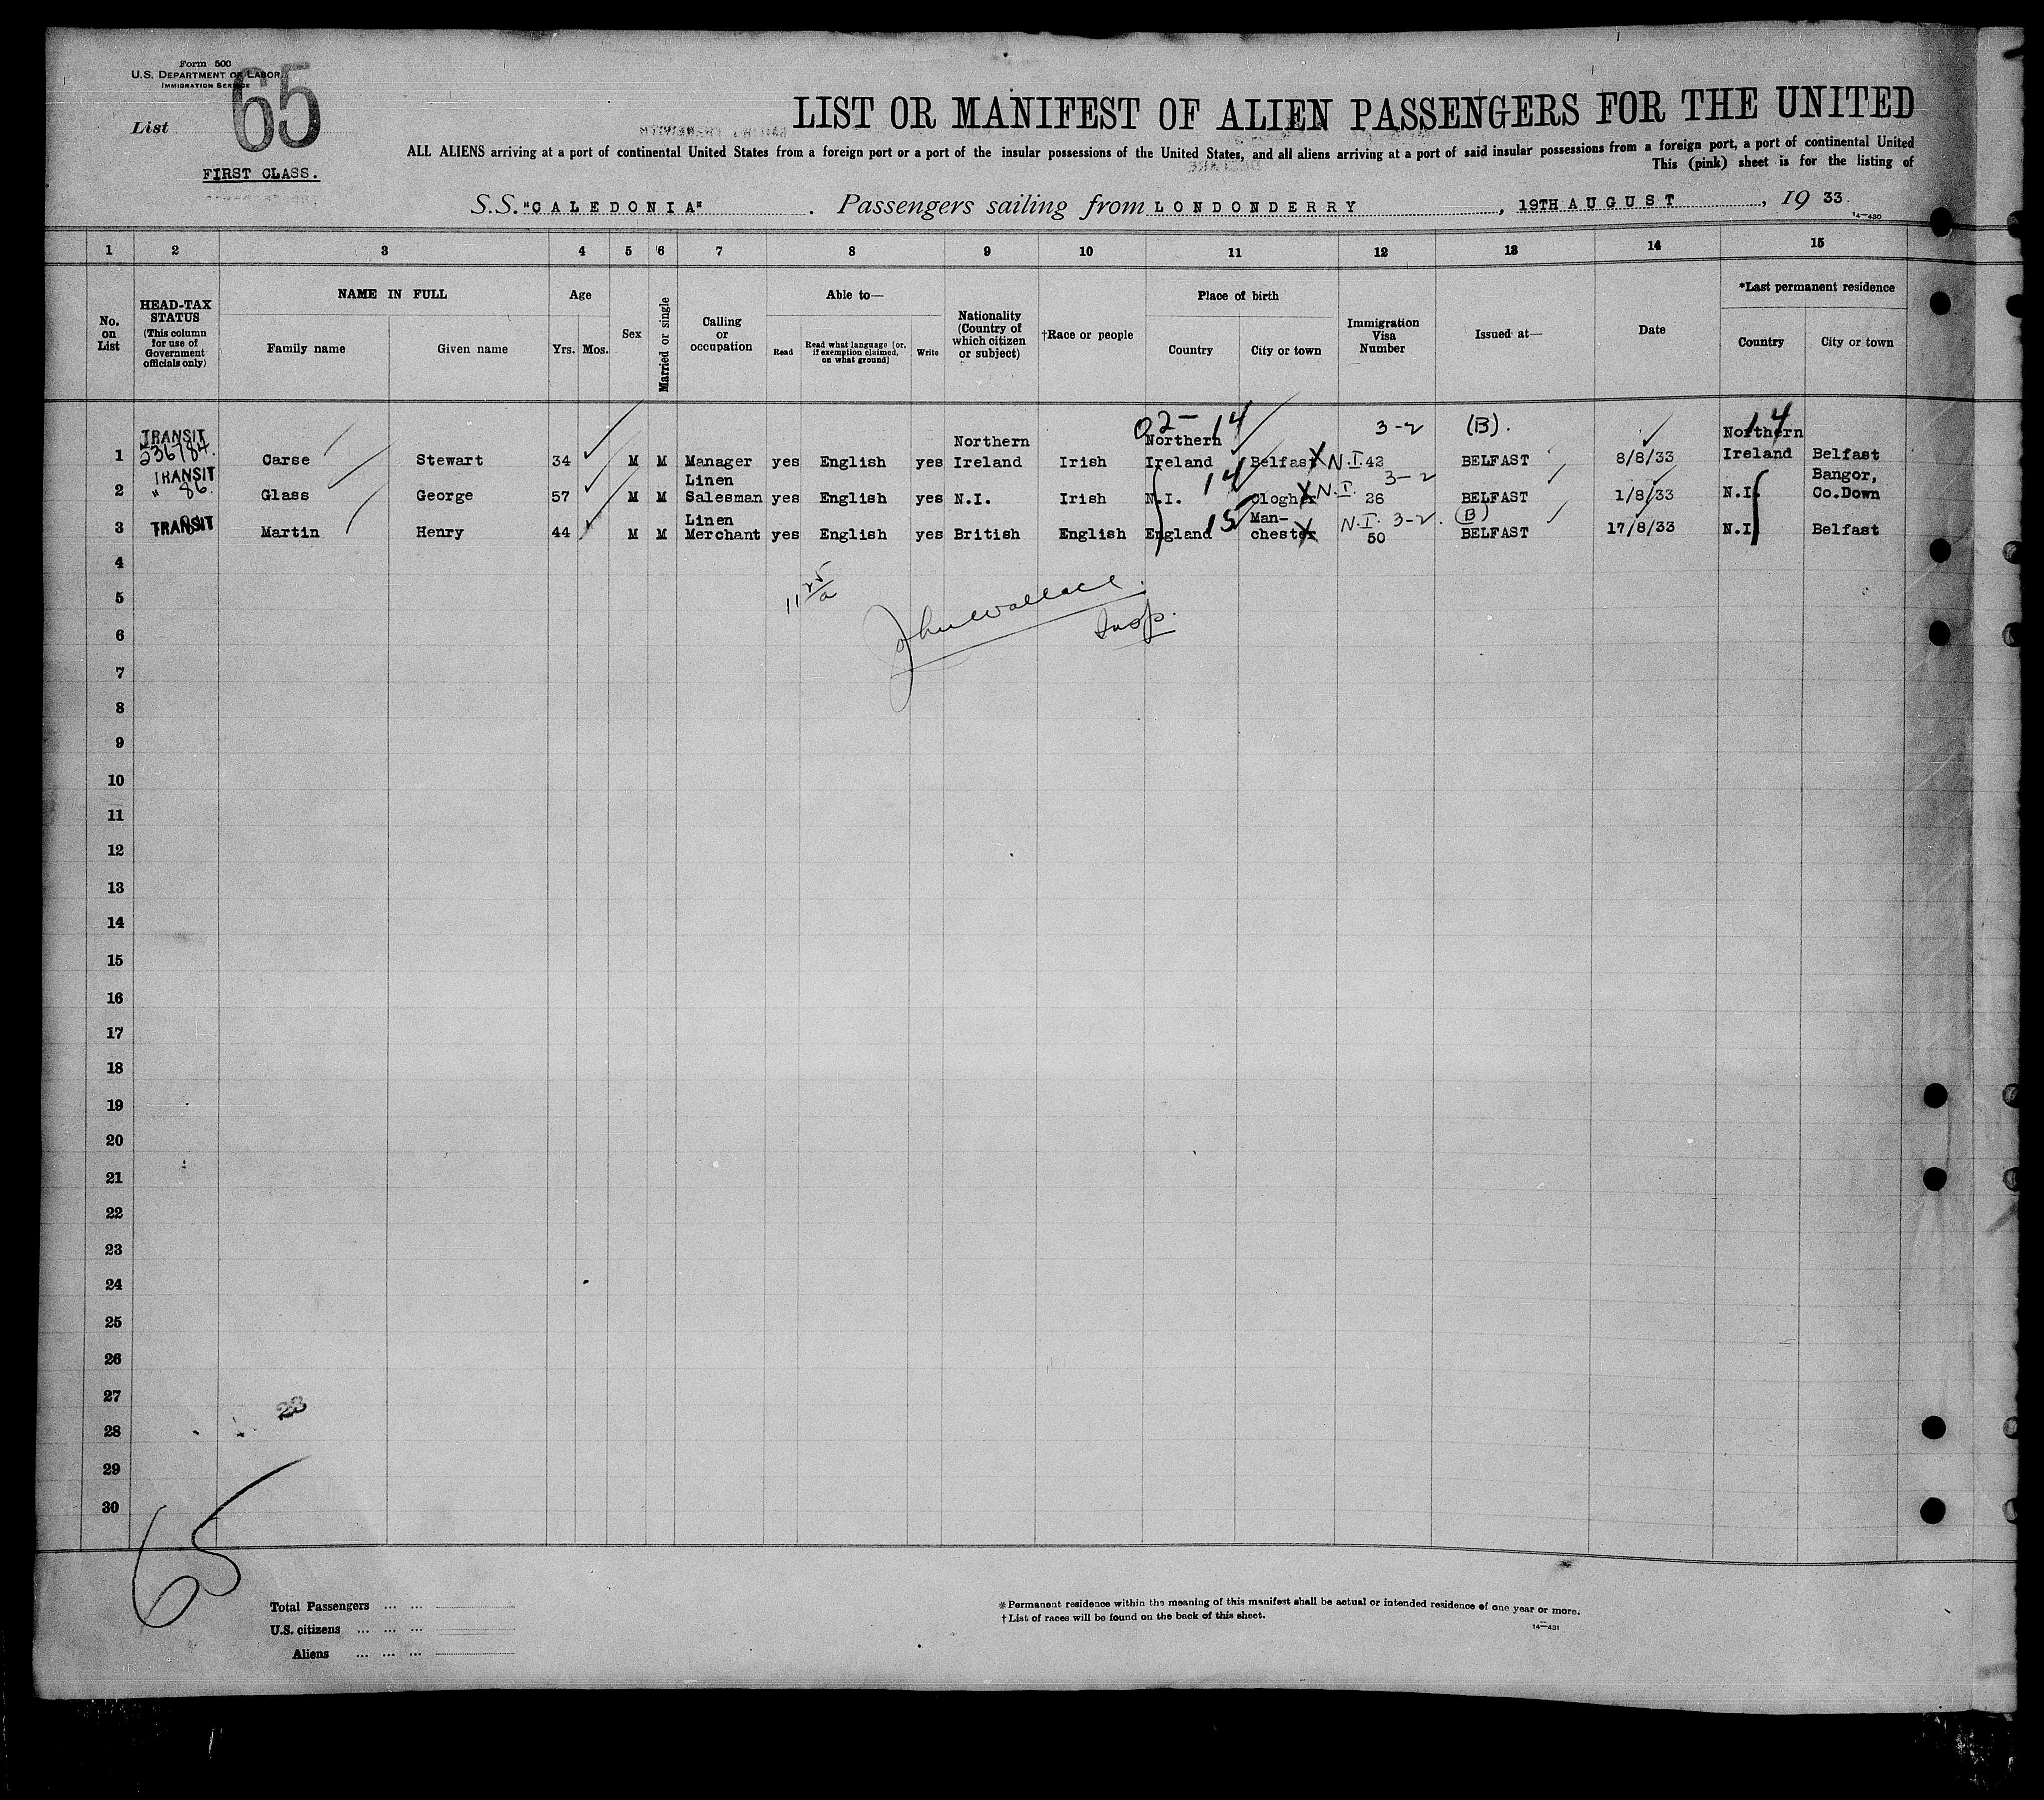 Form 500
U.S. DEPARTMENT OF LABOR
IMMIGRATION SERVICE
List 65
FIRST CLASS.
LIST OR MANIFEST OF ALIEN PASSENGERS FOR THE UNITED
ALL ALIENS arriving at a port of continental United States from a foreign port or a port of the insular possessions of the United States, and all aliens arriving at a port of said insular possessions from a foreign port, a port of continental United
This (pink) sheet is for the listing of
S.S. "CALEDONIA" . Passengers sailing from LONDONDERRY , 19TH AUGUST , 19 33.
14—430
1 2 3 4 5 6 7 8 9 10 11 12 13 14 15
No. on List
HEAD-TAX STATUS (This column for use of Government officials only)
NAME IN FULL
Family name Given name
Age
Yrs. Mos.
Sex
Married or single
Calling or occupation
Able to—
Read
Read what language [or, if exemption claimed, on what ground]
Write
Nationality (Country of which citizen or subject)
†Race or people
Place of birth
Country City or town
Immigration Visa Number
Issued at—
Date
*Last permanent residence
Country City or town
02— 14 3-2 (B). 14
1 TRANSIT 236784. Carse Stewart 34 M M Manager yes English yes Northern Ireland Irish Northern Ireland Belfast X N.I. 42 BELFAST 8/8/33 Northern Ireland Belfast
2 TRANSIT " 86. Glass George 57 M M Linen Salesman yes English yes N.I. Irish N.I. 14 Clogher X N.I. 3-2 26 BELFAST 1/8/33 N.I. Bangor, Co.Down
3 TRANSIT Martin Henry 44 M M Linen Merchant yes English yes British English England 15 Man-chester X N.I. 3-2. (B) 50 BELFAST 17/8/33 N.I. Belfast
4
5
John Wallace.
6
Insp.
7
8
9
10
11
12
13
14
15
16
17
18
19
20
21
22
23
24
25
26
27
28
28
29
30
65
Total Passengers ... ...
U.S. citizens ... ... ...
Aliens ... ... ...
* Permanent residence within the meaning of this manifest shall be actual or intended residence of one year or more.
† List of races will be found on the back of this sheet.
14—431